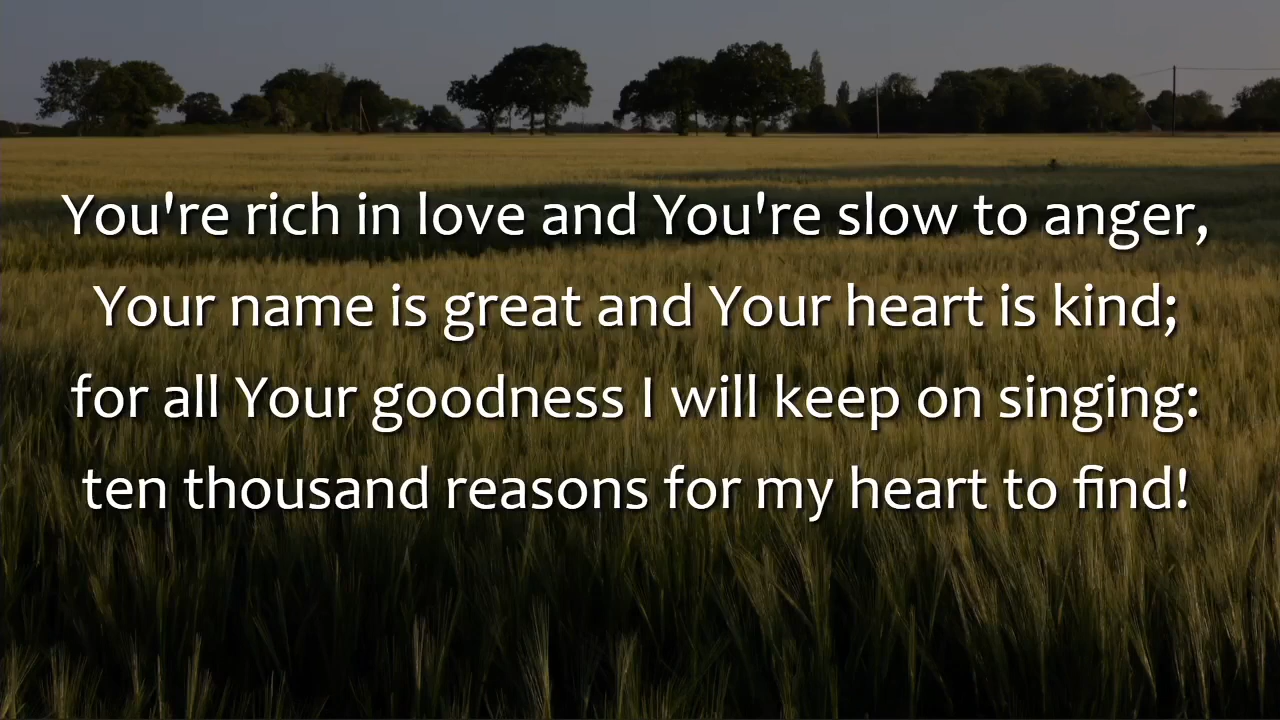 You're rich in love and You're slow to anger,
Your name is great and Your heart is kind;
for all Your goodness I will keep on singing:
ten thousand reasons for my heart to find!